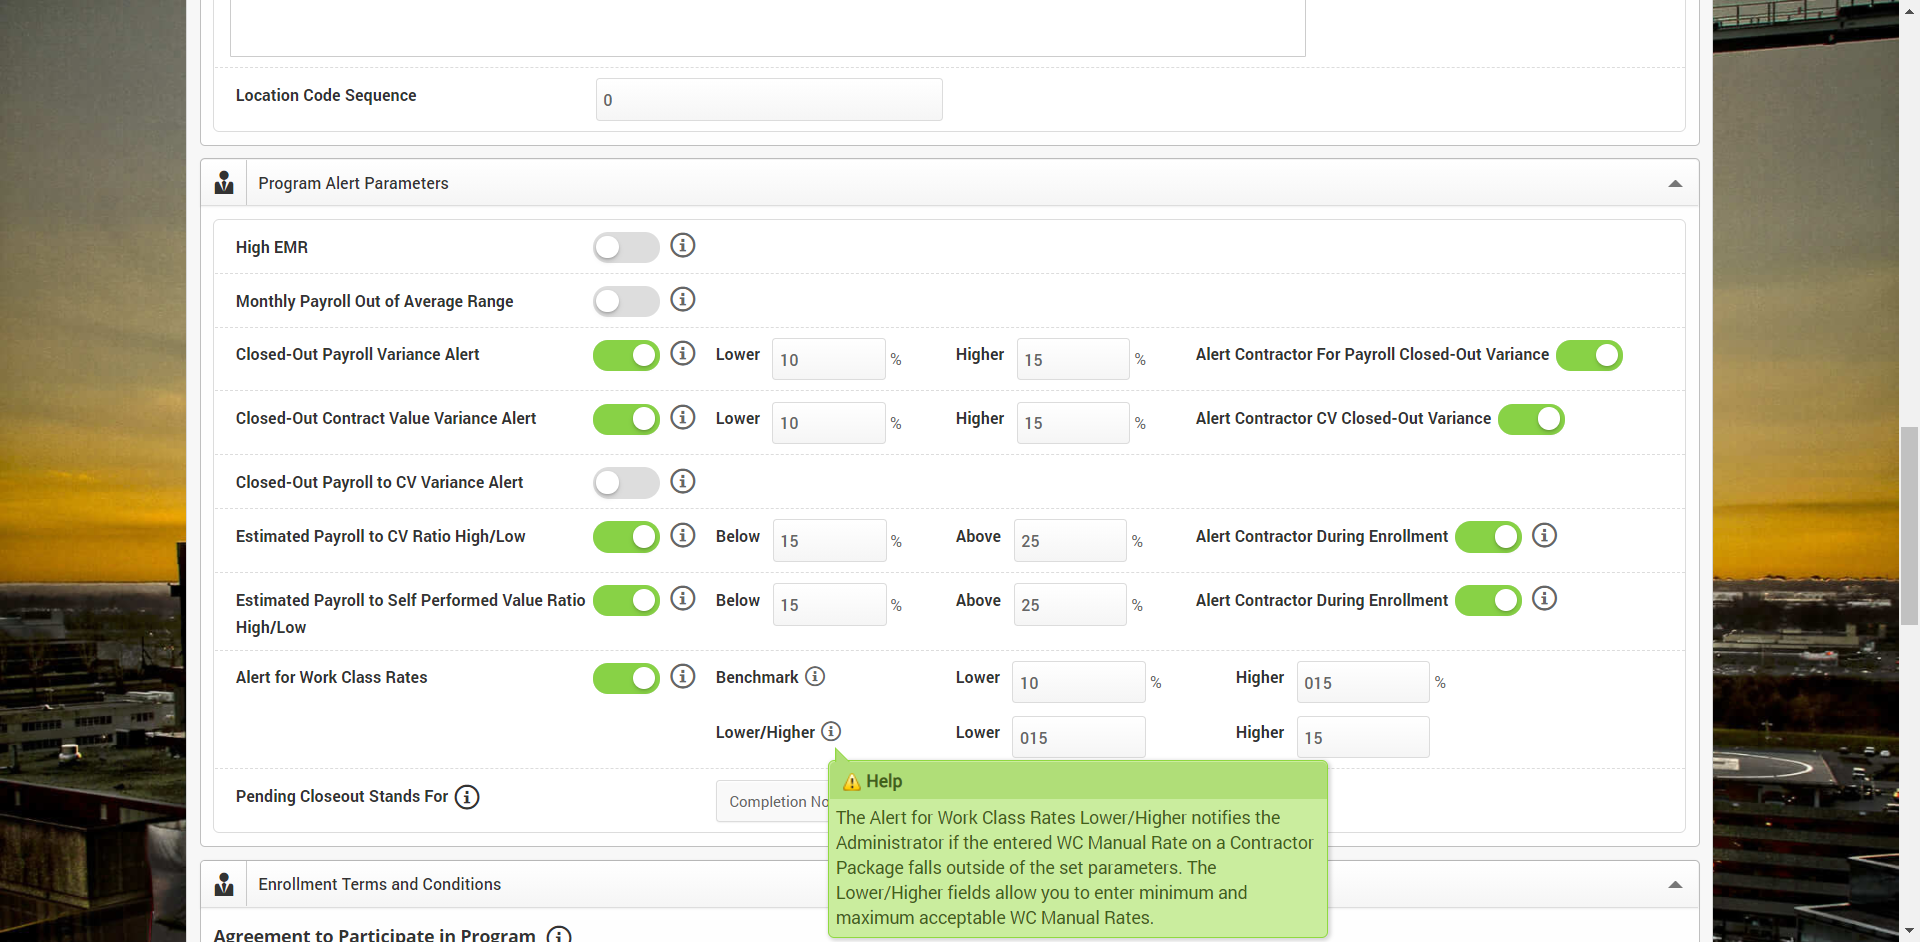 Location Code Sequence 0
Program Alert Parameters
High EMR
Monthly Payroll Out of Average Range
Closed-Out Payroll Variance Alert Lower 10 % Higher 15 % Alert Contractor For Payroll Closed-Out Variance
Closed-Out Contract Value Variance Alert Lower 10 % Higher 15 % Alert Contractor CV Closed-Out Variance
Closed-Out Payroll to CV Variance Alert
Estimated Payroll to CV Ratio High/Low Below 15 % Above 25 % Alert Contractor During Enrollment
Estimated Payroll to Self Performed Value Ratio Below 15 % Above 25 % Alert Contractor During Enrollment
High/Low
Alert for Work Class Rates Benchmark Lower 10 % Higher 015 %
Lower/Higher Lower 015 Higher 15
Pending Closeout Stands For Completion No
Help
The Alert for Work Class Rates Lower/Higher notifies the
Administrator if the entered WC Manual Rate on a Contractor
Package falls outside of the set parameters. The
Lower/Higher fields allow you to enter minimum and
maximum acceptable WC Manual Rates.
Enrollment Terms and Conditions
Agreement to Participate in Program